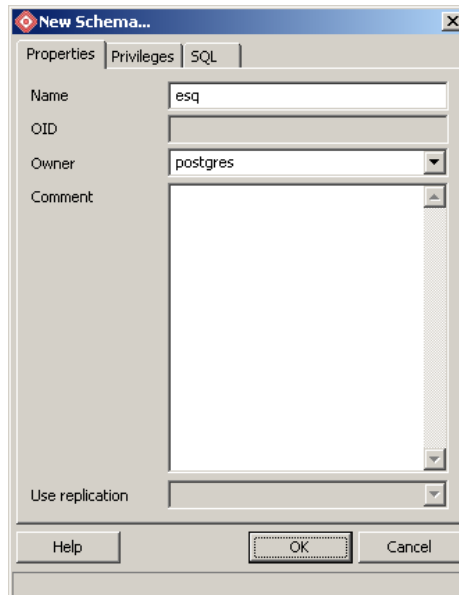 New Schema...
Properties Privileges SQL
Name esq
OID
Owner postgres
Comment
Use replication
Help OK Cancel